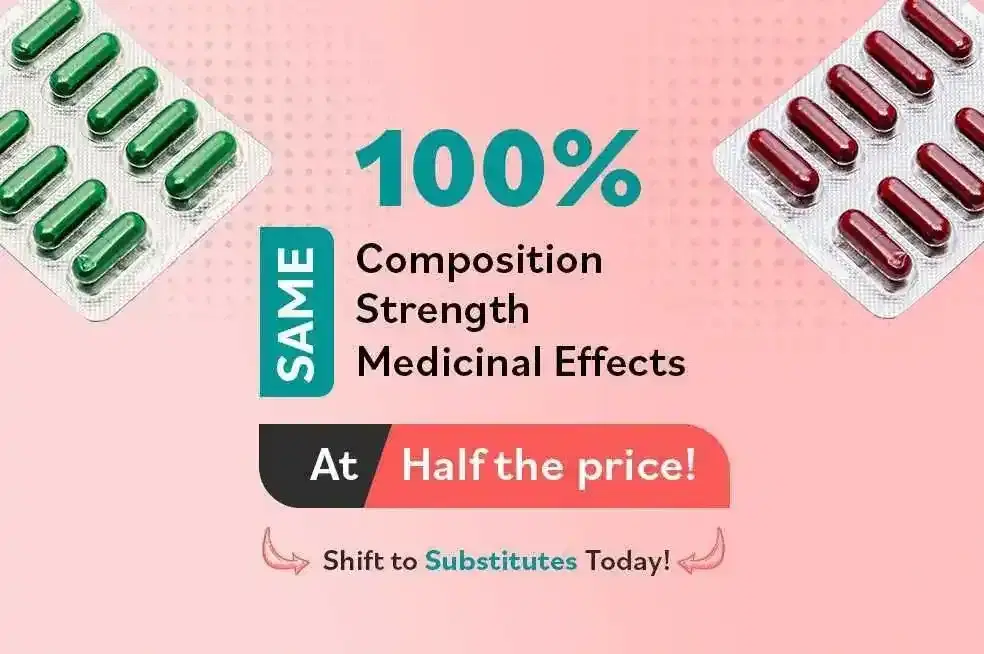 100%
SAME
Composition
Strength
Medicinal Effects
At Half the price!
Shift to Substitutes Today!